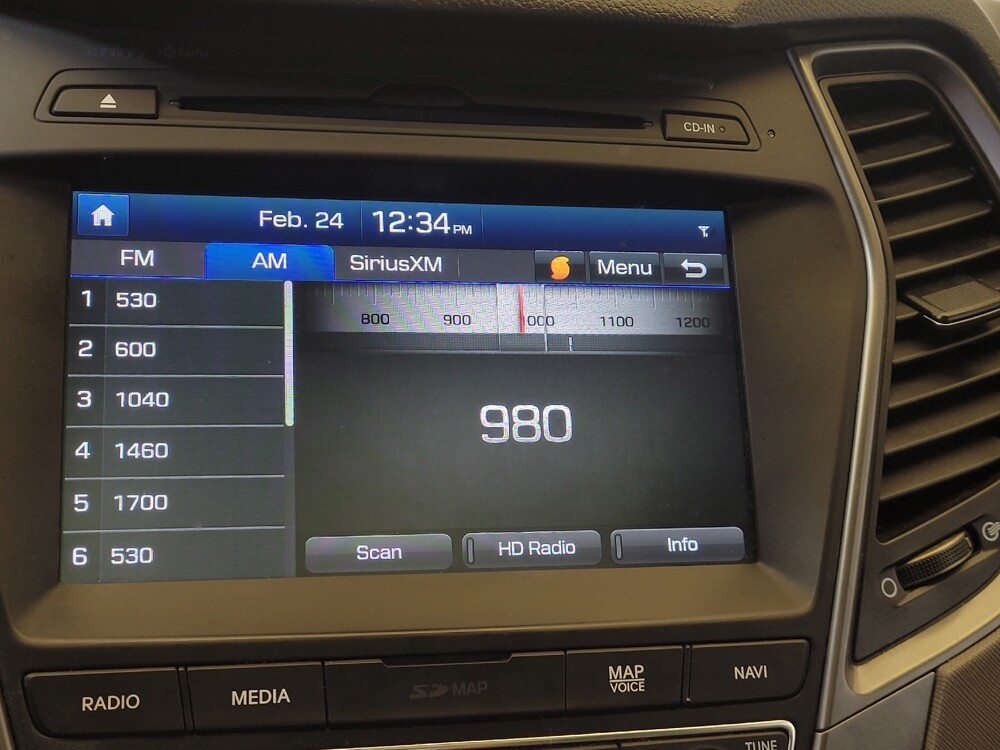 CD-IN
Feb. 24 12:34 PM
FM AM SiriusXM Menu
1 530
2 600
3 1040
4 1460
5 1700
6 530
800 900 1000 1100 1200
980
Scan HD Radio Info
RADIO MEDIA SD MAP MAP VOICE NAVI
TUNE